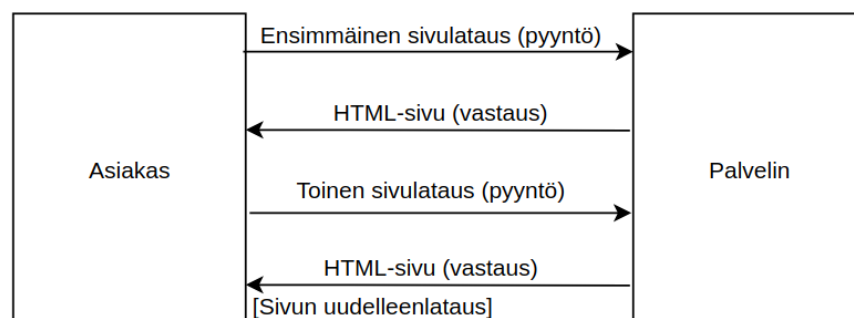 Ensimmäinen sivulataus (pyyntö)
HTML-sivu (vastaus)
Asiakas
Palvelin
Toinen sivulataus (pyyntö)
HTML-sivu (vastaus)
[Sivun uudelleenlataus]